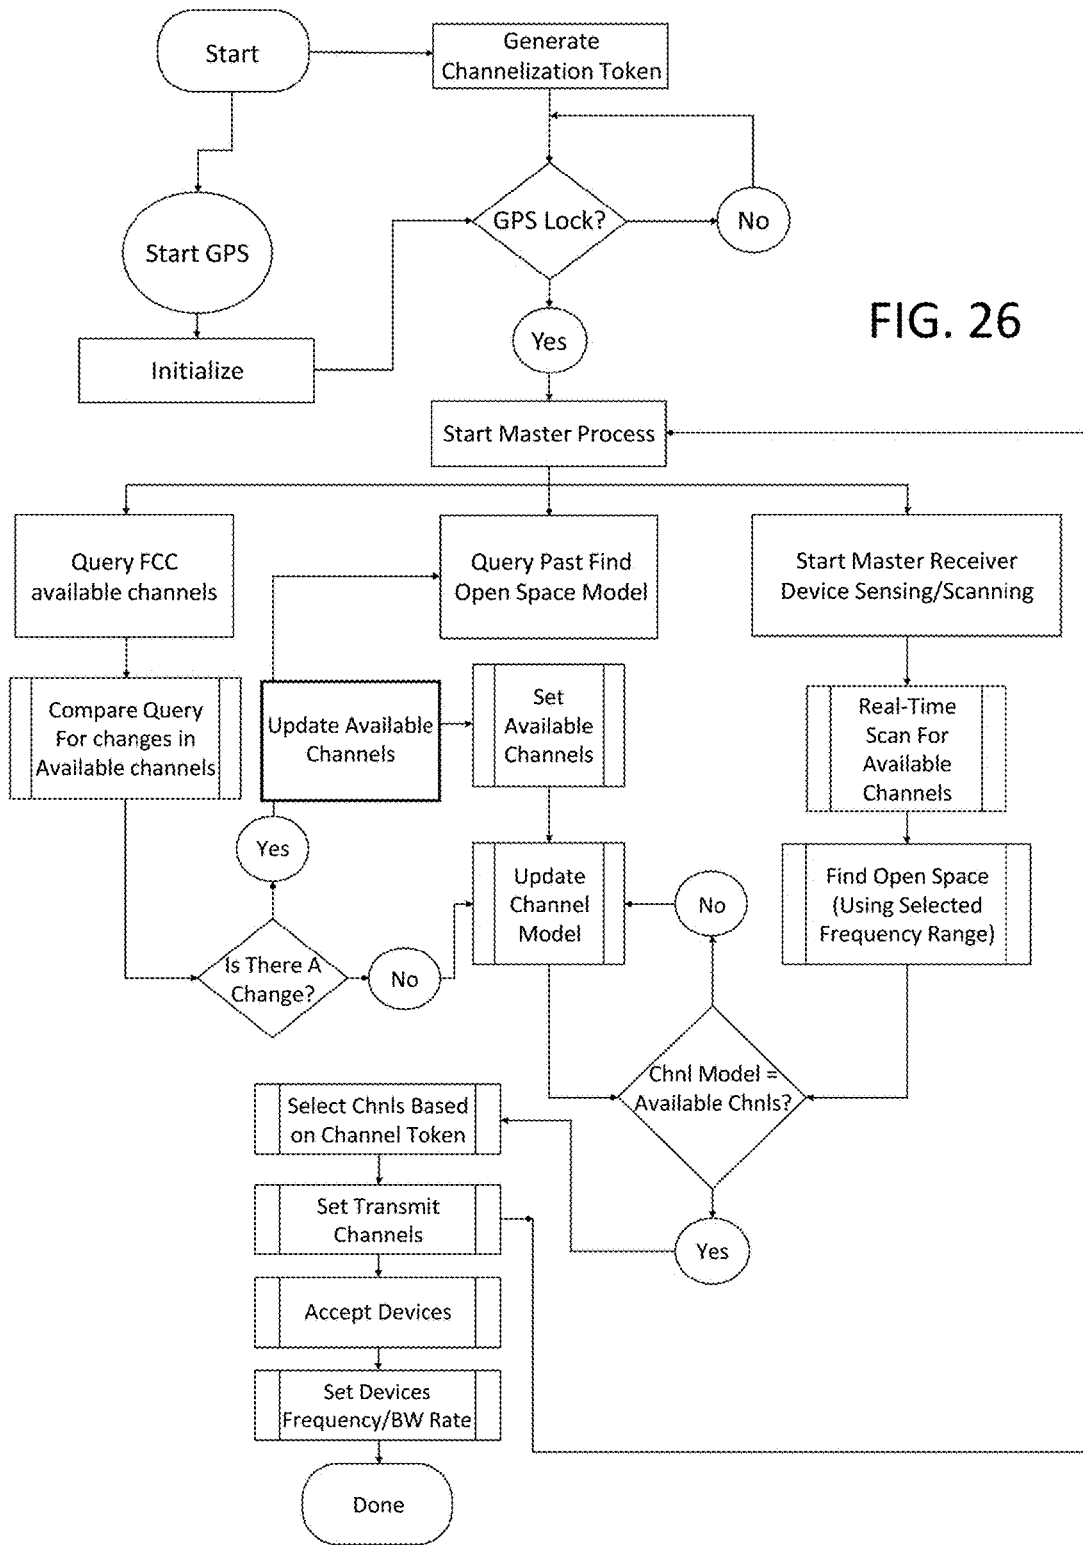 Start
Generate
Channelization Token
GPS Lock?
No
Start GPS
FIG. 26
Yes
Initialize
Start Master Process
Query FCC
available channels
Query Past Find
Open Space Model
Start Master Receiver
Device Sensing/Scanning
Compare Query
For changes in
Available channels
Update Available
Channels
Set
Available
Channels
Real-Time
Scan For
Available
Channels
Yes
Update
Channel
Model
No
Find Open Space
(Using Selected
Frequency Range)
Is There A
Change?
No
Chnl Model =
Available Chnls?
Select Chnls Based
on Channel Token
Set Transmit
Channels
Yes
Accept Devices
Set Devices
Frequency/BW Rate
Done